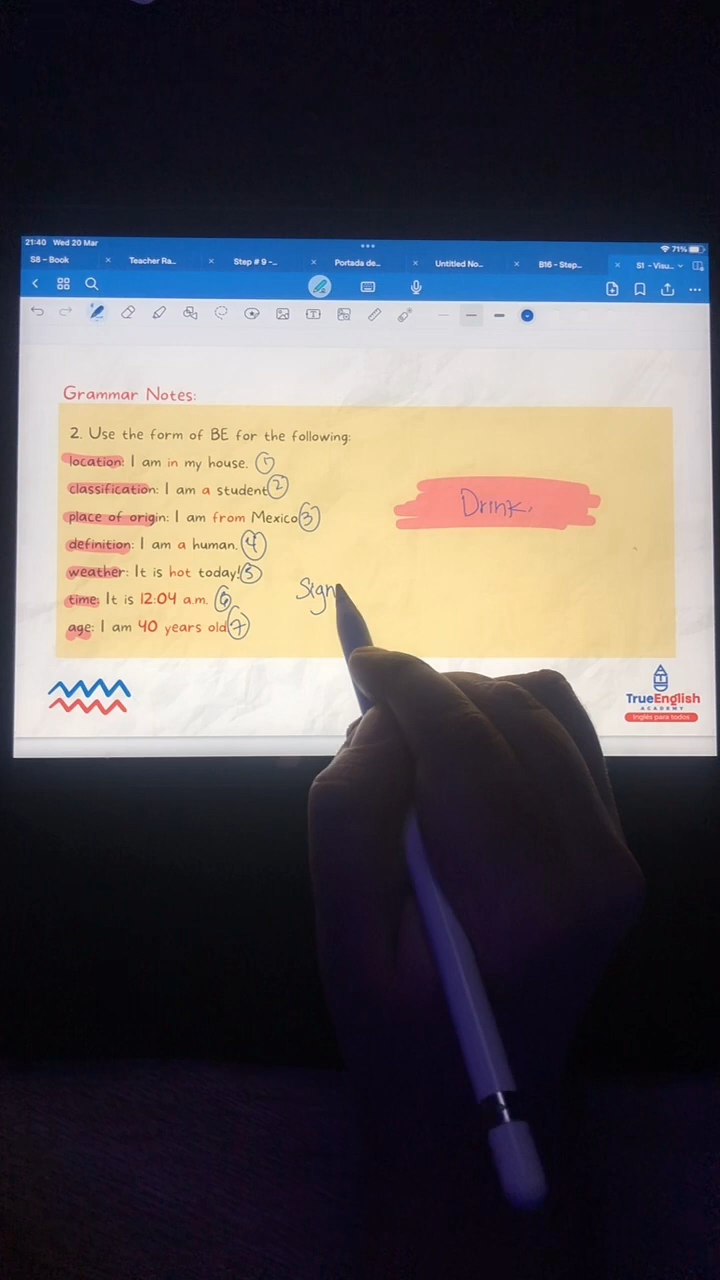 21:40 Wed 20 Mar
71%
S8 - Book
Teacher Ra...
Step # 9 -...
Portada de...
Untitled No...
B16 - Step...
S1 - Visu...
Grammar Notes:
2. Use the form of BE for the following:
location: I am in my house. 1
classification: I am a student 2
place of origin: I am from Mexico 3
definition: I am a human. 4
weather: It is hot today! 5
time: It is 12:04 a.m. 6
age: I am 40 years old 7
Drink.
Sign
TrueEnglish
ACADEMY
Inglés para todos